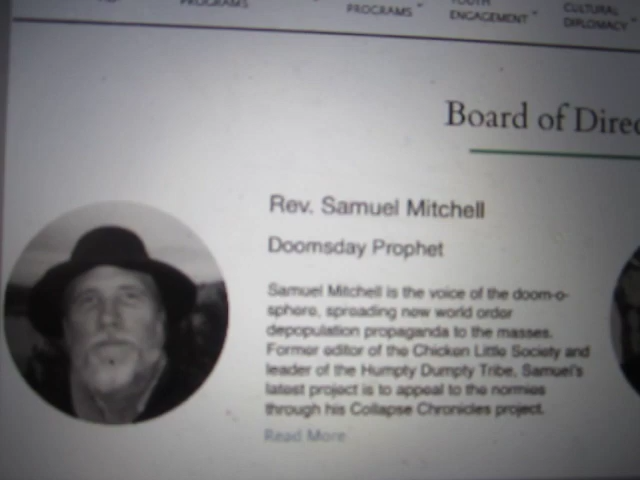 PROGRAMS
PROGRAMS
YOUTH
ENGAGEMENT
CULTURAL
DIPLOMACY
Board of Direc
Rev. Samuel Mitchell
Doomsday Prophet
Samuel Mitchell is the voice of the doom-o-
sphere, spreading new world order
depopulation propaganda to the masses.
Former editor of the Chicken Little Society and
leader of the Humpty Dumpty Tribe, Samuel's
latest project is to appeal to the normies
through his Collapse Chronicles project.
Read More